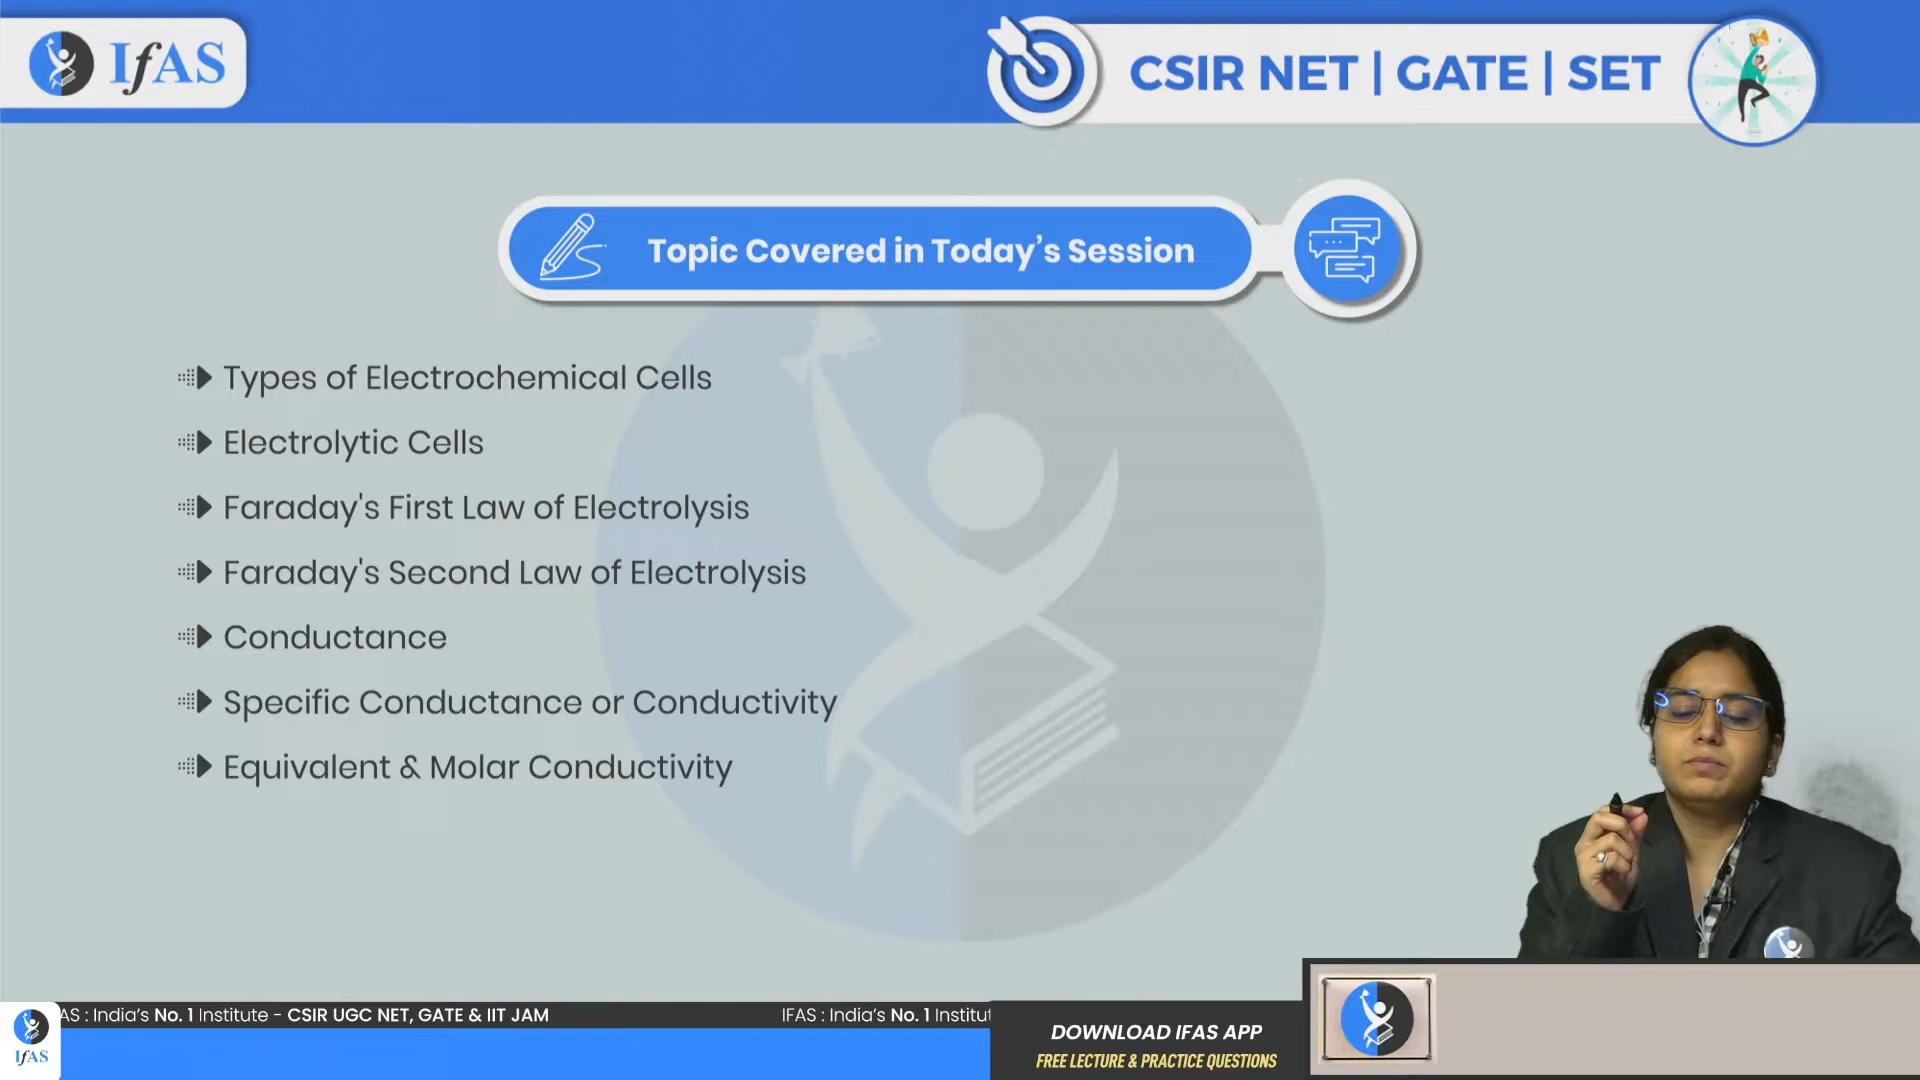 IfAS
CSIR NET | GATE | SET
Topic Covered in Today’s Session
Types of Electrochemical Cells
Electrolytic Cells
Faraday's First Law of Electrolysis
Faraday's Second Law of Electrolysis
Conductance
Specific Conductance or Conductivity
Equivalent & Molar Conductivity
AS : India’s No. 1 Institute - CSIR UGC NET, GATE & IIT JAM
IFAS : India’s No. 1 Institut
DOWNLOAD IFAS APP
FREE LECTURE & PRACTICE QUESTIONS
IfAS